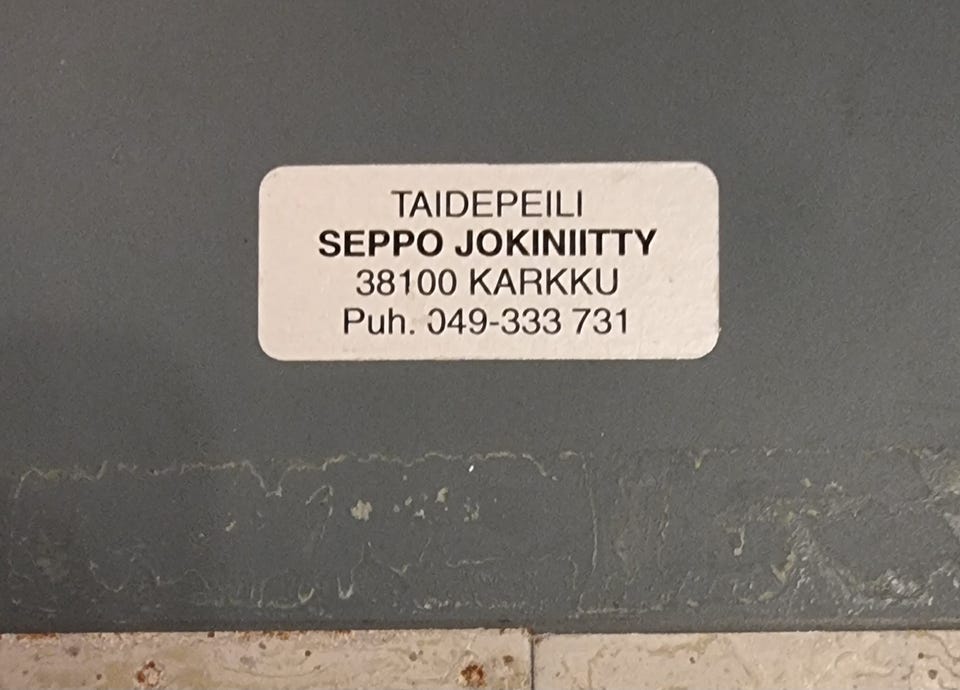 TAIDEPEILI
SEPPO JOKINIITTY
38100 KARKKU
Puh. 049-333 731